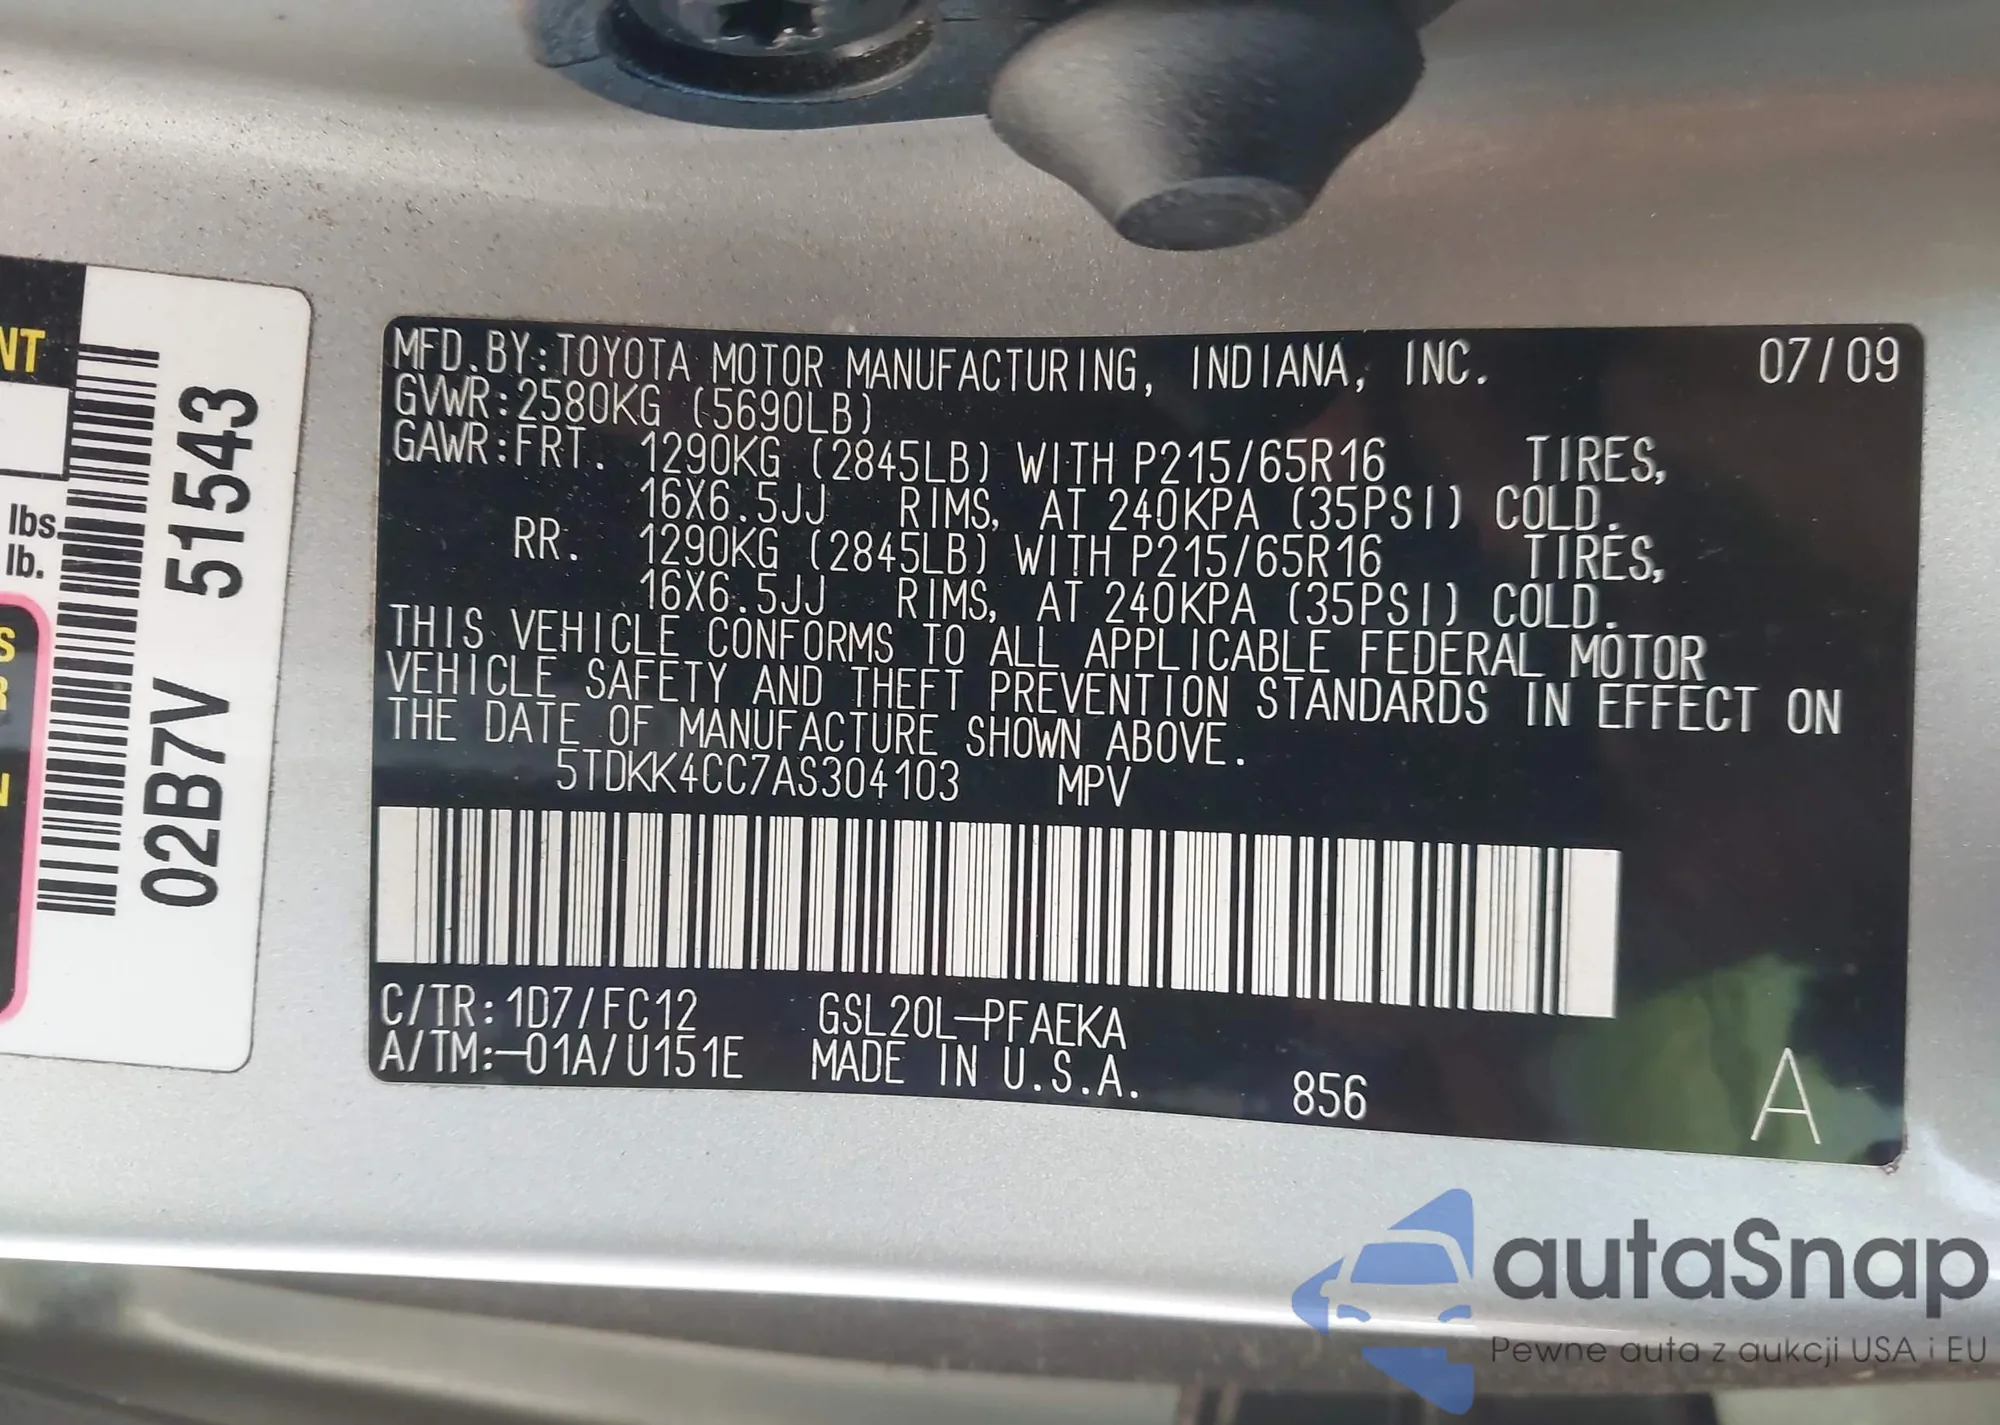 NT
lbs.
lb.
S
R
N
02B7V 51543
MFD.BY:TOYOTA MOTOR MANUFACTURING, INDIANA, INC. 07/09
GVWR:2580KG (5690LB)
GAWR:FRT. 1290KG (2845LB) WITH P215/65R16 TIRES,
16X6.5JJ RIMS, AT 240KPA (35PSI) COLD.
RR. 1290KG (2845LB) WITH P215/65R16 TIRES,
16X6.5JJ RIMS, AT 240KPA (35PSI) COLD.
THIS VEHICLE CONFORMS TO ALL APPLICABLE FEDERAL MOTOR
VEHICLE SAFETY AND THEFT PREVENTION STANDARDS IN EFFECT ON
THE DATE OF MANUFACTURE SHOWN ABOVE.
5TDKK4CC7AS304103 MPV
C/TR:1D7/FC12 GSL20L-PFAEKA
A/TM:-01A/U151E MADE IN U.S.A. 856 A
autaSnap
Pewne auta z aukcji USA i EU